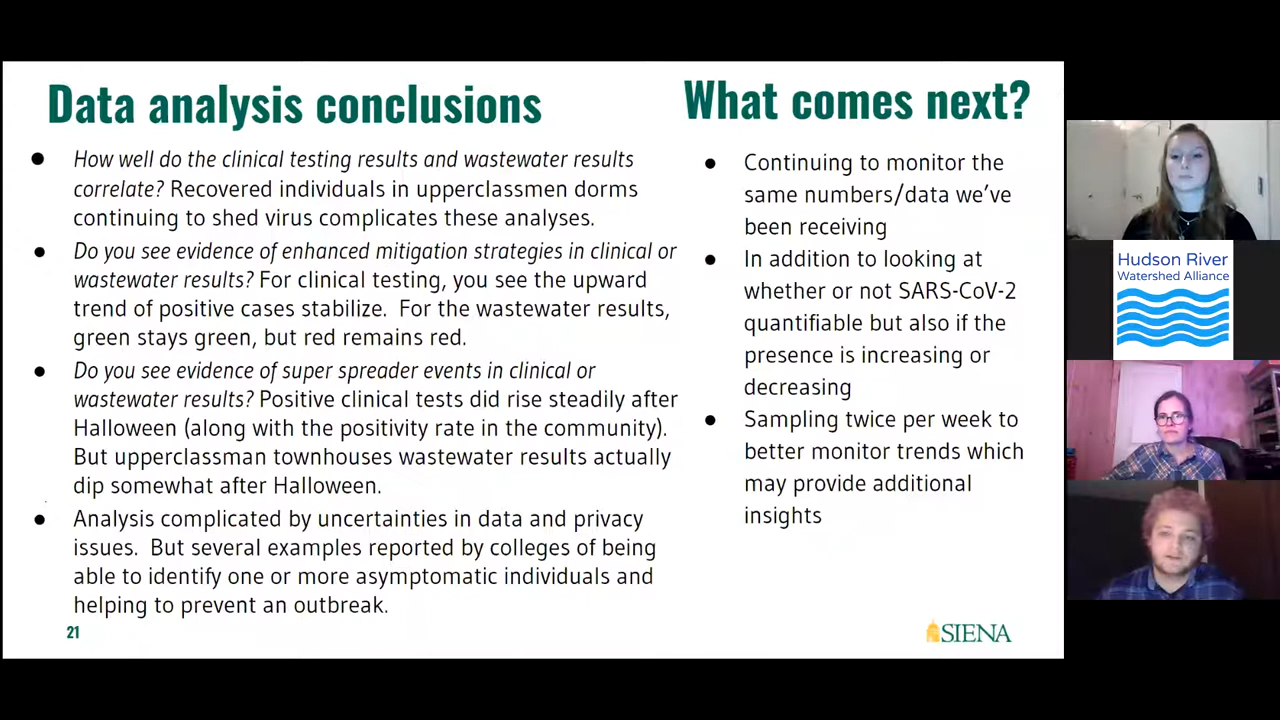 Data analysis conclusions
How well do the clinical testing results and wastewater results
correlate? Recovered individuals in upperclassmen dorms
continuing to shed virus complicates these analyses.
Do you see evidence of enhanced mitigation strategies in clinical or
wastewater results? For clinical testing, you see the upward
trend of positive cases stabilize. For the wastewater results,
green stays green, but red remains red.
Do you see evidence of super spreader events in clinical or
wastewater results? Positive clinical tests did rise steadily after
Halloween (along with the positivity rate in the community).
But upperclassman townhouses wastewater results actually
dip somewhat after Halloween.
Analysis complicated by uncertainties in data and privacy
issues. But several examples reported by colleges of being
able to identify one or more asymptomatic individuals and
helping to prevent an outbreak.
21
What comes next?
Continuing to monitor the
same numbers/data we've
been receiving
In addition to looking at
whether or not SARS-CoV-2
quantifiable but also if the
presence is increasing or
decreasing
Sampling twice per week to
better monitor trends which
may provide additional
insights
SIENA
Hudson River
Watershed Alliance